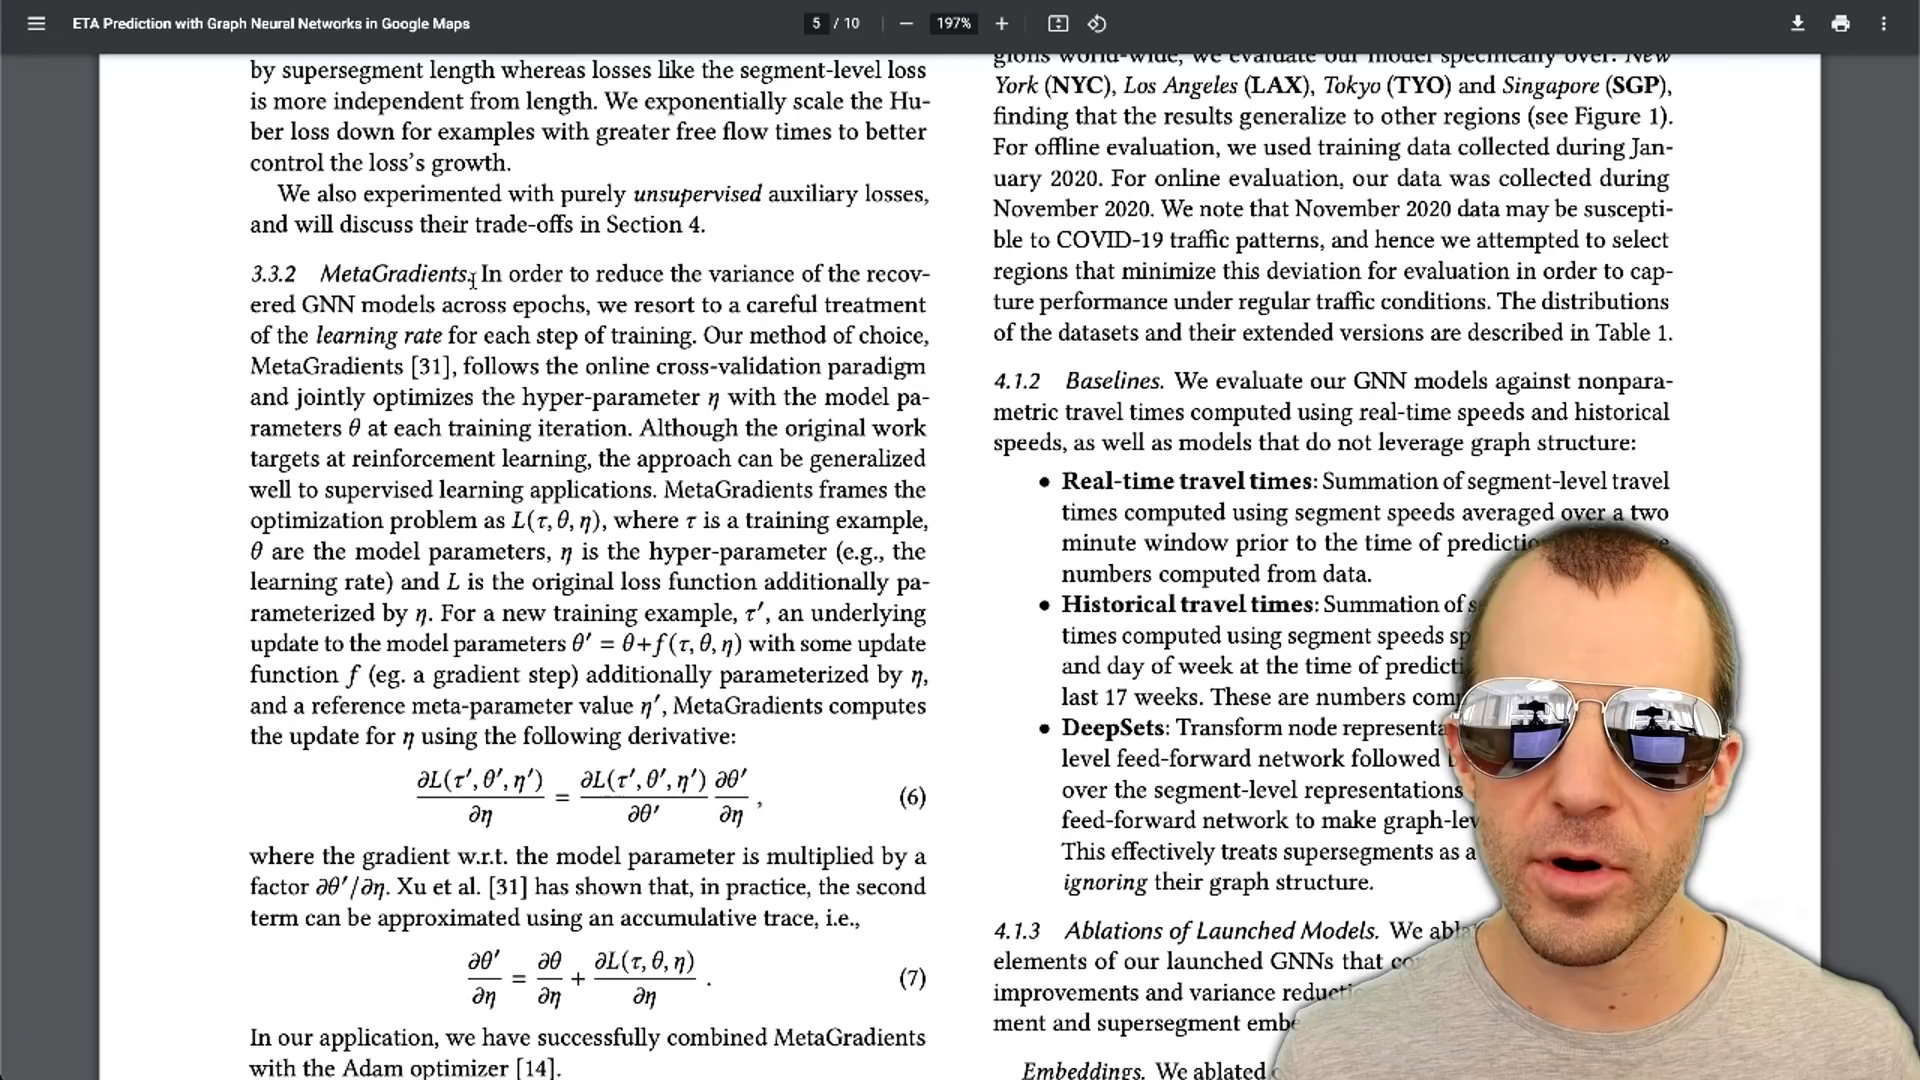 ETA Prediction with Graph Neural Networks in Google Maps
5 / 10
197%
by supersegment length whereas losses like the segment-level loss
is more independent from length. We exponentially scale the Hu-
ber loss down for examples with greater free flow times to better
control the loss's growth.
We also experimented with purely unsupervised auxiliary losses,
and will discuss their trade-offs in Section 4.
3.3.2 MetaGradients. In order to reduce the variance of the recov-
ered GNN models across epochs, we resort to a careful treatment
of the learning rate for each step of training. Our method of choice,
MetaGradients [31], follows the online cross-validation paradigm
and jointly optimizes the hyper-parameter η with the model pa-
rameters θ at each training iteration. Although the original work
targets at reinforcement learning, the approach can be generalized
well to supervised learning applications. MetaGradients frames the
optimization problem as L(τ, θ, η), where τ is a training example,
θ are the model parameters, η is the hyper-parameter (e.g., the
learning rate) and L is the original loss function additionally pa-
rameterized by η. For a new training example, τ′, an underlying
update to the model parameters θ′ = θ+f(τ, θ, η) with some update
function f (eg. a gradient step) additionally parameterized by η,
and a reference meta-parameter value η′, MetaGradients computes
the update for η using the following derivative:
∂L(τ′, θ′, η′)/∂η = ∂L(τ′, θ′, η′)/∂θ′ ∂θ′/∂η , (6)
where the gradient w.r.t. the model parameter is multiplied by a
factor ∂θ′/∂η. Xu et al. [31] has shown that, in practice, the second
term can be approximated using an accumulative trace, i.e.,
∂θ′/∂η = ∂θ/∂η + ∂L(τ, θ, η)/∂η . (7)
In our application, we have successfully combined MetaGradients
with the Adam optimizer [14].
gions world-wide, we evaluate our model specifically over: New
York (NYC), Los Angeles (LAX), Tokyo (TYO) and Singapore (SGP),
finding that the results generalize to other regions (see Figure 1).
For offline evaluation, we used training data collected during Jan-
uary 2020. For online evaluation, our data was collected during
November 2020. We note that November 2020 data may be suscepti-
ble to COVID-19 traffic patterns, and hence we attempted to select
regions that minimize this deviation for evaluation in order to cap-
ture performance under regular traffic conditions. The distributions
of the datasets and their extended versions are described in Table 1.
4.1.2 Baselines. We evaluate our GNN models against nonpara-
metric travel times computed using real-time speeds and historical
speeds, as well as models that do not leverage graph structure:
• Real-time travel times: Summation of segment-level travel
times computed using segment speeds averaged over a two
minute window prior to the time of
numbers computed from data.
• Historical travel times: Summation of
times computed using segment speeds
and day of week at the time of
last 17 weeks. These are numbers
• DeepSets: Transform node
level feed-forward network followed
over the segment-level representations
feed-forward network to make
This effectively treats supersegments as a
ignoring their graph structure.
4.1.3 Ablations of Launched Models. We
elements of our launched GNNs that
improvements and variance
ment and supersegment
Embeddings. We ablated